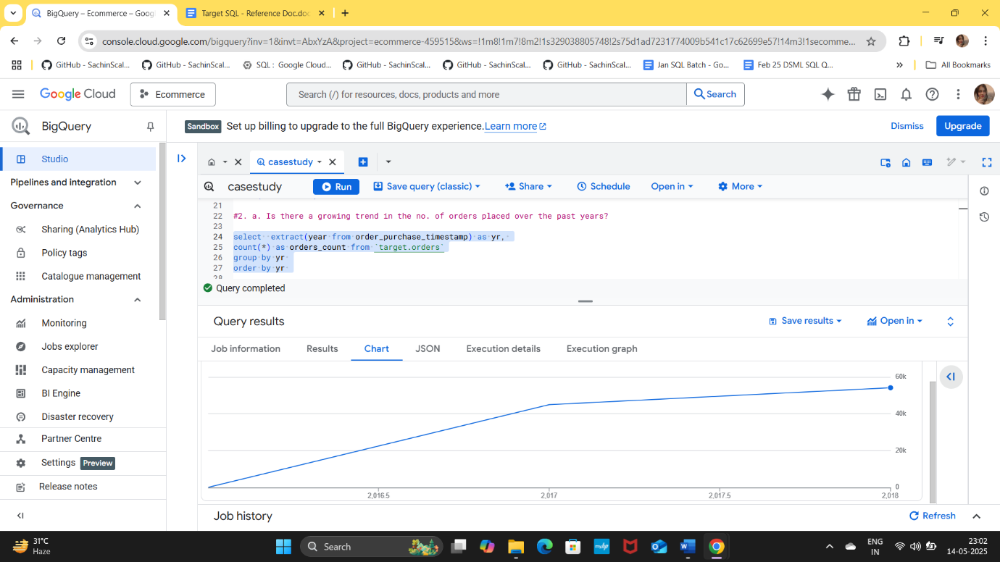 BigQuery – Ecommerce – Goog
Target SQL - Reference Doc.doc
console.cloud.google.com/bigquery?inv=1&invt=AbxYzA&project=ecommerce-459515&ws=!1m8!1m7!8m2!1s329038805748!2s75d1ad7231774009b541c17c62699e57!14m3!1secomme...
GitHub - SachinScal...
GitHub - SachinScal...
SQL : Google Cloud...
GitHub - SachinScal...
GitHub - SachinScal...
GitHub - SachinScal...
Jan SQL Batch - Go...
Feb 25 DSML SQL Q...
All Bookmarks
Google Cloud
Ecommerce
Search (/) for resources, docs, products and more
Search
BigQuery
Sandbox Set up billing to upgrade to the full BigQuery experience. Learn more
Dismiss
Upgrade
Studio
Pipelines and integration
Governance
Sharing (Analytics Hub)
Policy tags
Catalogue management
Administration
Monitoring
Jobs explorer
Capacity management
BI Engine
Disaster recovery
Partner Centre
Settings Preview
Release notes
casestudy
casestudy
Run
Save query (classic)
Share
Schedule
Open in
More
21
22 #2. a. Is there a growing trend in the no. of orders placed over the past years?
23
24 select extract(year from order_purchase_timestamp) as yr,
25 count(*) as orders_count from `target.orders`
26 group by yr
27 order by yr
28
Query completed
Query results
Save results
Open in
Job information
Results
Chart
JSON
Execution details
Execution graph
60k
40k
20k
0
2,016.5
2,017
2,017.5
2,018
Job history
Refresh
31°C
Haze
Search
ENG
IN
23:02
14-05-2025